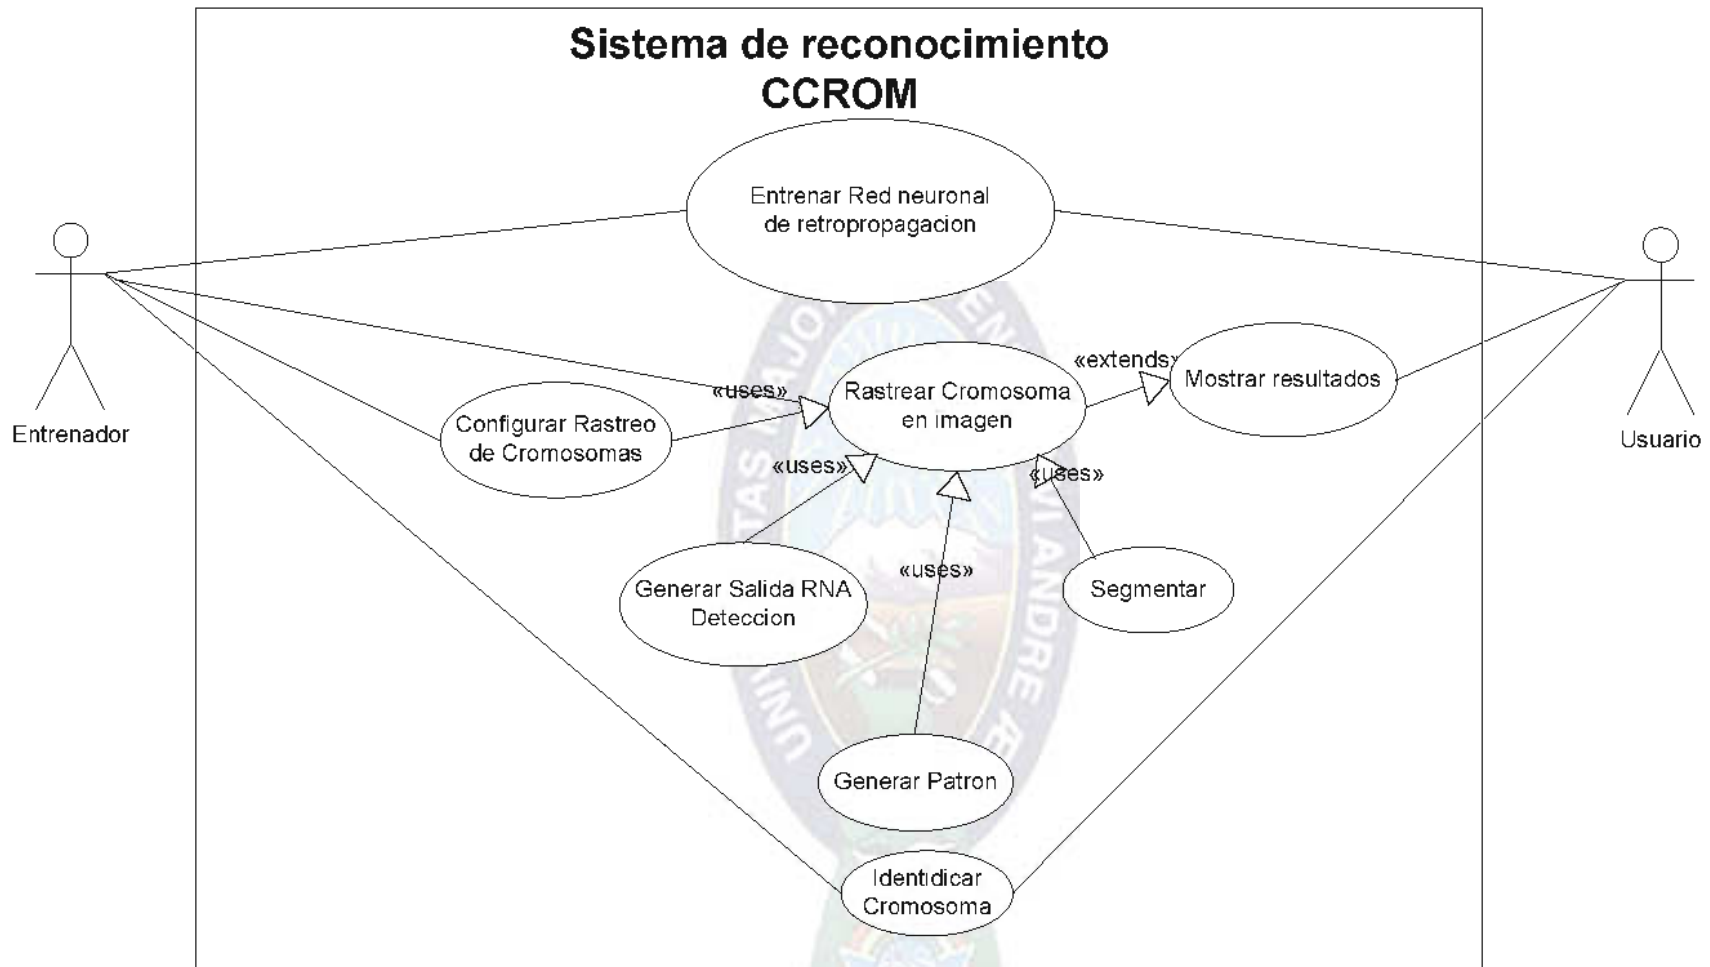 Sistema de reconocimiento
CCROM
Entrenar Red neuronal
de retropropagacion
Entrenador
Usuario
«extends»
Mostrar resultados
Rastrear Cromosoma
en imagen
«uses»
Configurar Rastreo
de Cromosomas
«uses»
«uses»
«uses»
Generar Salida RNA
Deteccion
Segmentar
Generar Patron
Identidicar
Cromosoma